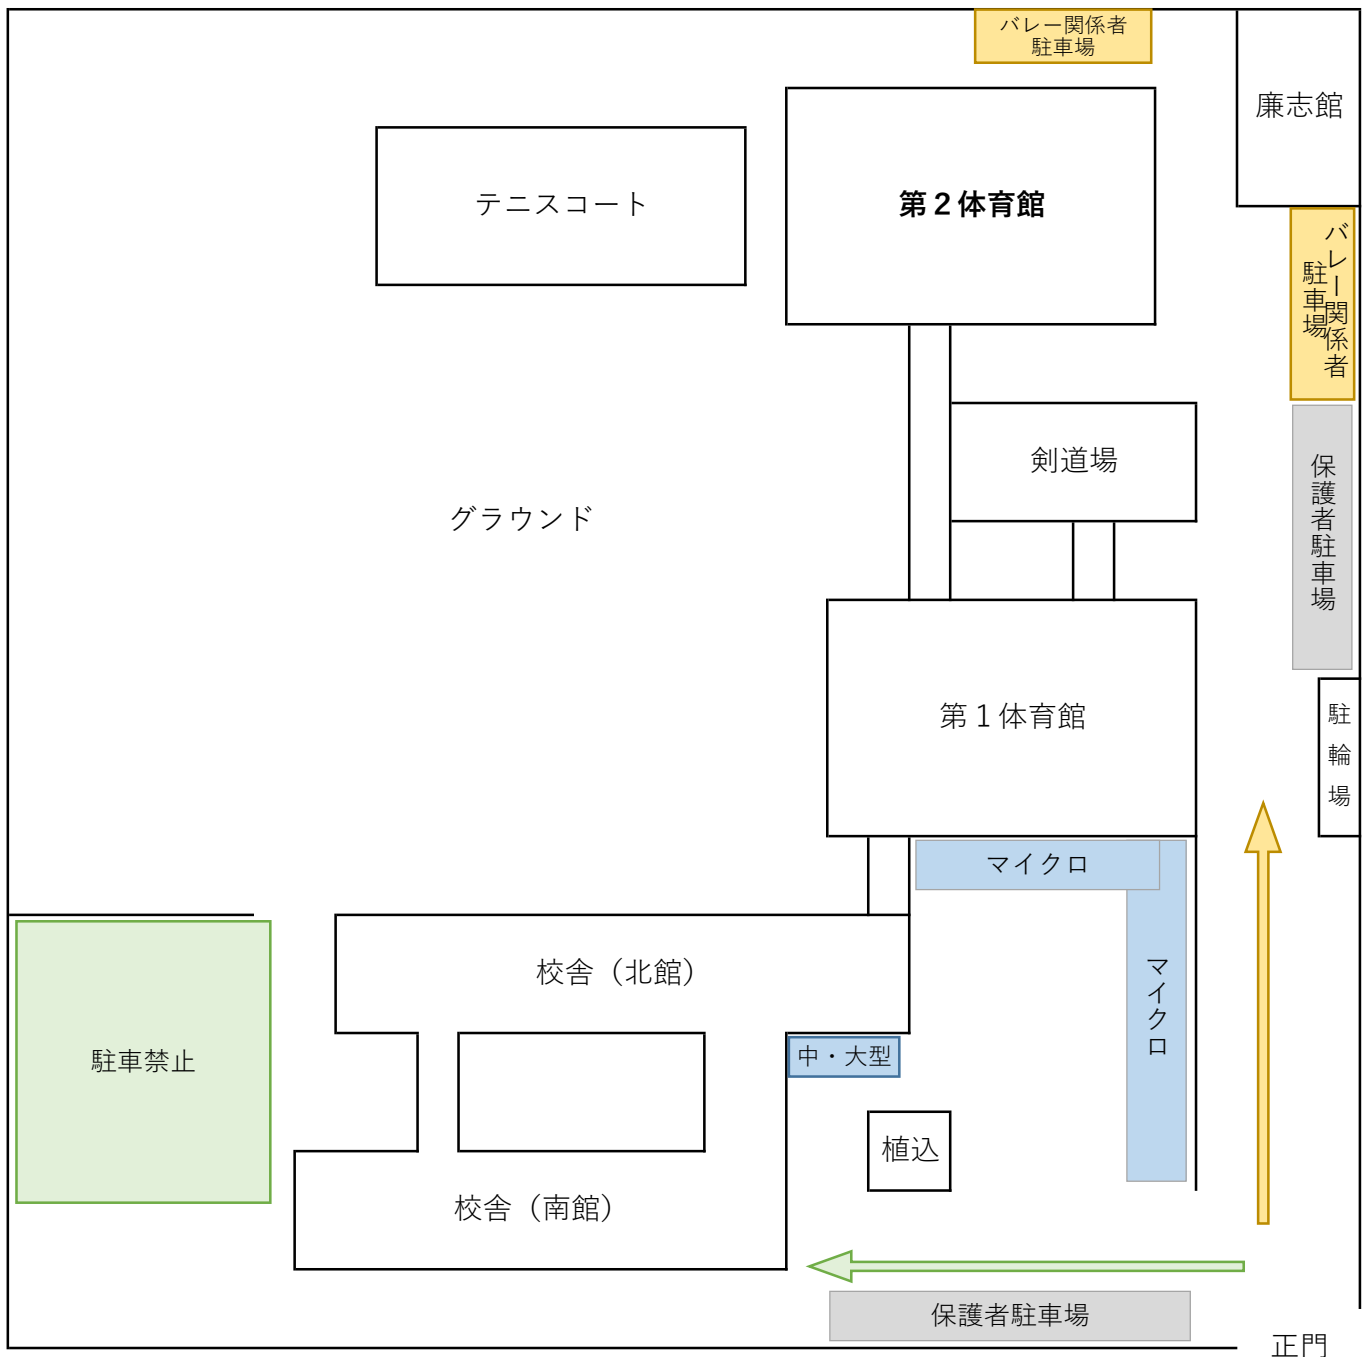 バレー関係者
駐車場
廉志館
テニスコート
第２体育館
バレー関係者
駐車場
剣道場
保護者駐車場
グラウンド
第１体育館
駐輪場
マイクロ
マイクロ
校舎（北館）
中・大型
駐車禁止
植込
校舎（南館）
保護者駐車場
正門